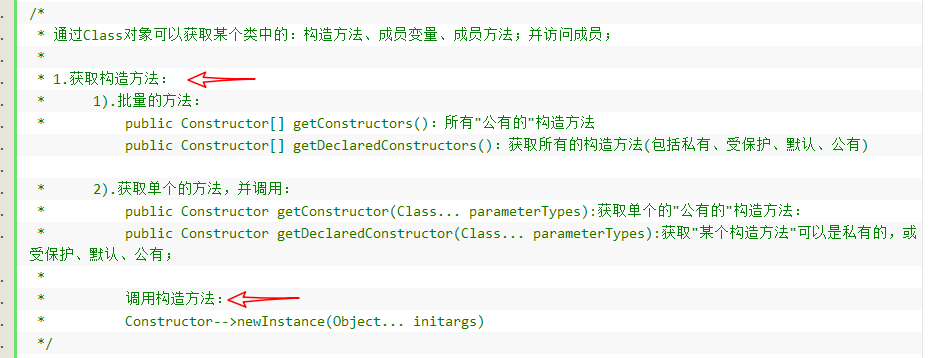 /*
* 通过Class对象可以获取某个类中的：构造方法、成员变量、成员方法；并访问成员；
*
* 1.获取构造方法：
* 1).批量的方法：
* public Constructor[] getConstructors()：所有"公有的"构造方法
public Constructor[] getDeclaredConstructors()：获取所有的构造方法(包括私有、受保护、默认、公有)
* 2).获取单个的方法，并调用：
* public Constructor getConstructor(Class... parameterTypes):获取单个的"公有的"构造方法：
* public Constructor getDeclaredConstructor(Class... parameterTypes):获取"某个构造方法"可以是私有的，或
受保护、默认、公有；
*
* 调用构造方法：
* Constructor-->newInstance(Object... initargs)
*/